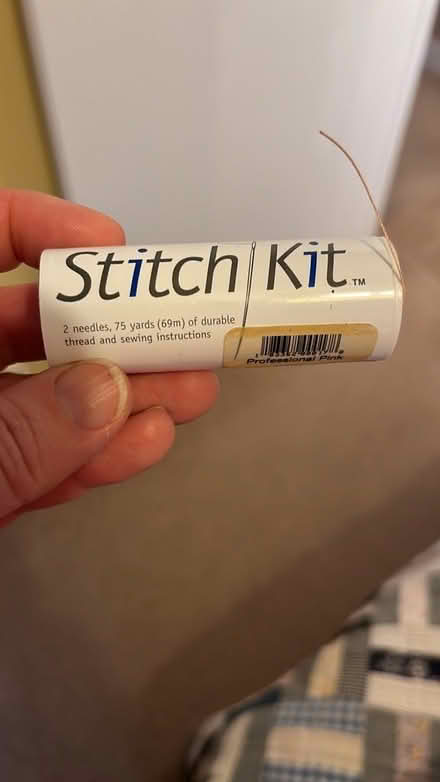 Stitch Kit™
2 needles, 75 yards (69m) of durable
thread and sewing instructions
Professional Pink